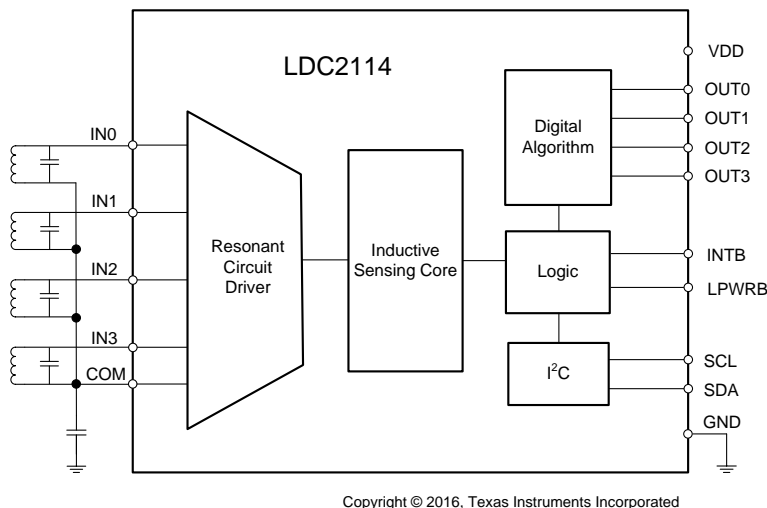 LDC2114
VDD
OUT0
OUT1
OUT2
OUT3
Digital
Algorithm
IN0
IN1
IN2
IN3
COM
Resonant
Circuit
Driver
Inductive
Sensing Core
Logic
INTB
LPWRB
I²C
SCL
SDA
GND
Copyright © 2016, Texas Instruments Incorporated